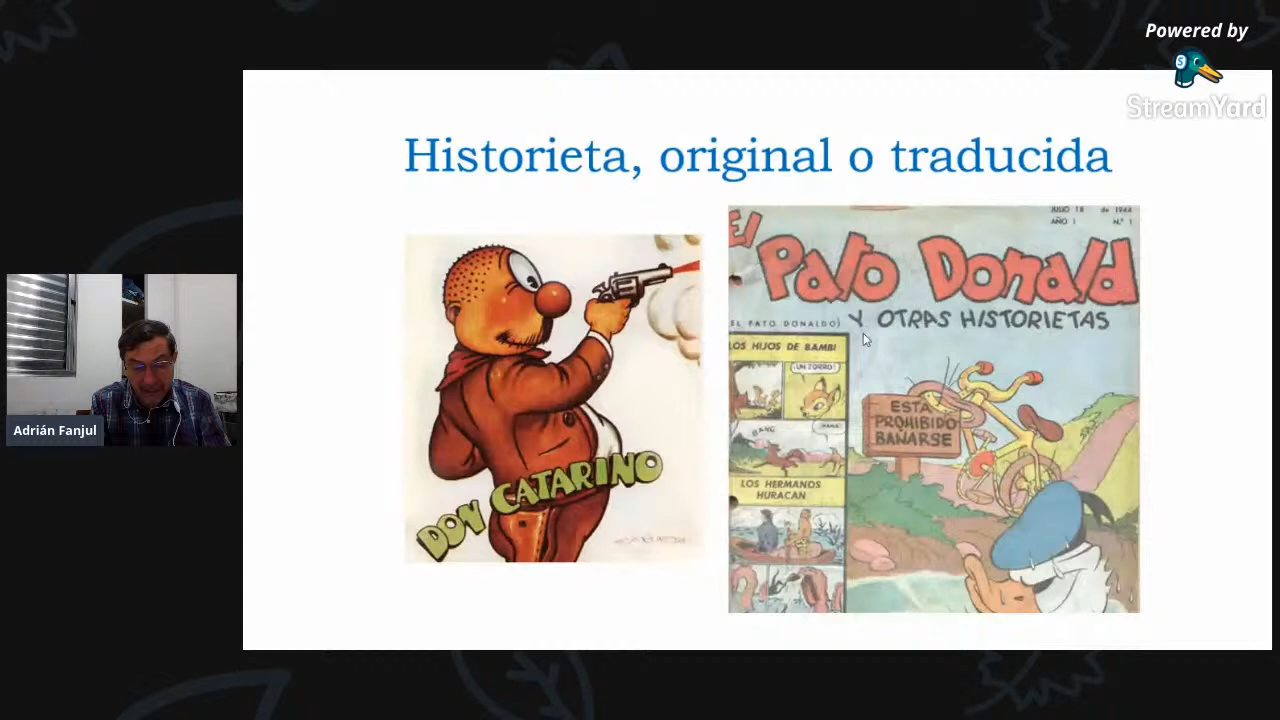 Powered by
StreamYard
Historieta, original o traducida
DON CATARINO
JULIO 18 de 1944
AÑO I N.º 1
El
Pato Donald
(EL PATO DONALDO) Y OTRAS HISTORIETAS
LOS HIJOS DE BAMBI
¡UN ZORRO!
BANG
LOS HERMANOS
HURACAN
ESTA
PROHIBIDO
BAÑARSE
Adrián Fanjul